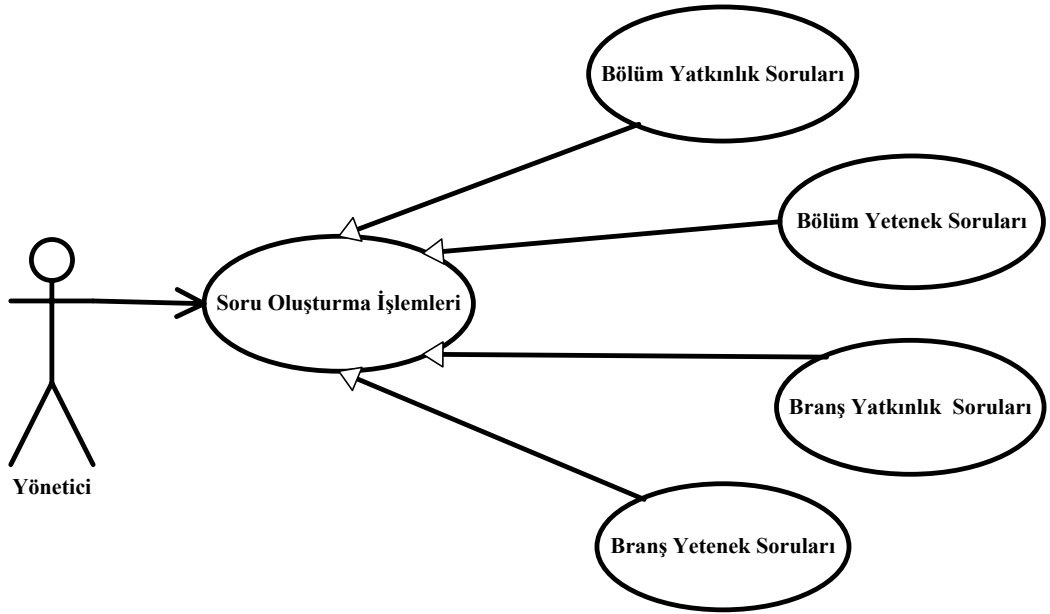 Bölüm Yatkınlık Soruları
Bölüm Yetenek Soruları
Soru Oluşturma İşlemleri
Branş Yatkınlık Soruları
Yönetici
Branş Yetenek Soruları